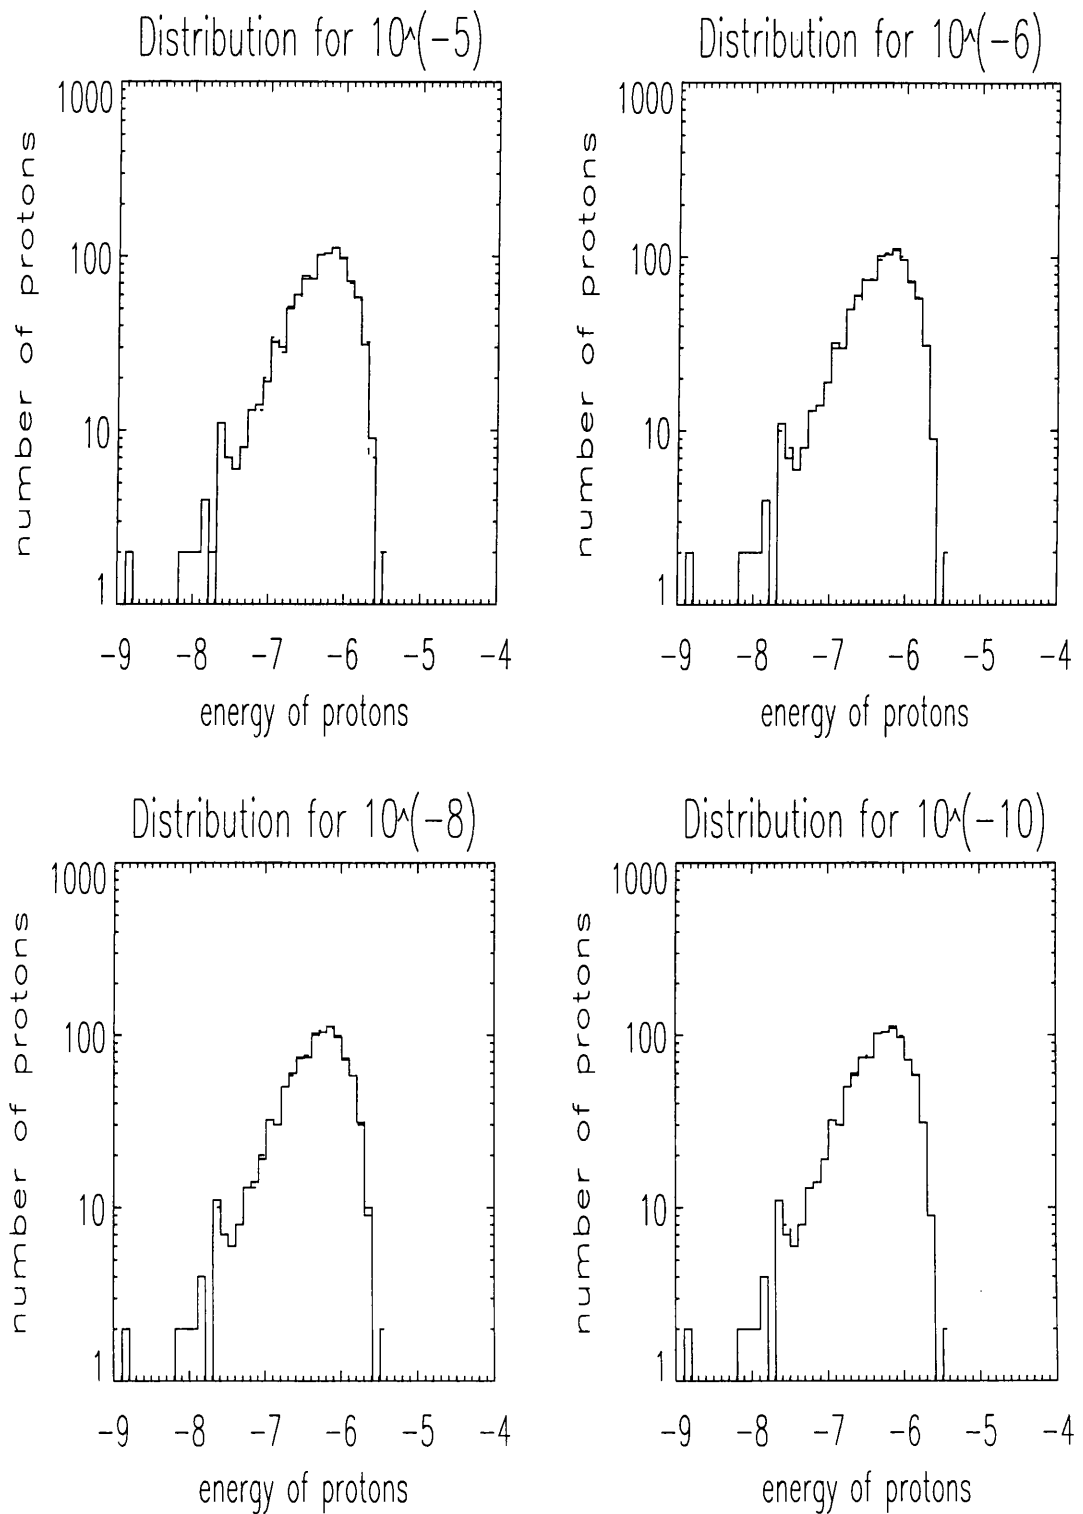 Distribution for 10^(-5)
1000
100
10
1
number of protons
-9 -8 -7 -6 -5 -4
energy of protons
Distribution for 10^(-6)
1000
100
10
1
number of protons
-9 -8 -7 -6 -5 -4
energy of protons
Distribution for 10^(-8)
1000
100
10
1
number of protons
-9 -8 -7 -6 -5 -4
energy of protons
Distribution for 10^(-10)
1000
100
10
1
number of protons
-9 -8 -7 -6 -5 -4
energy of protons